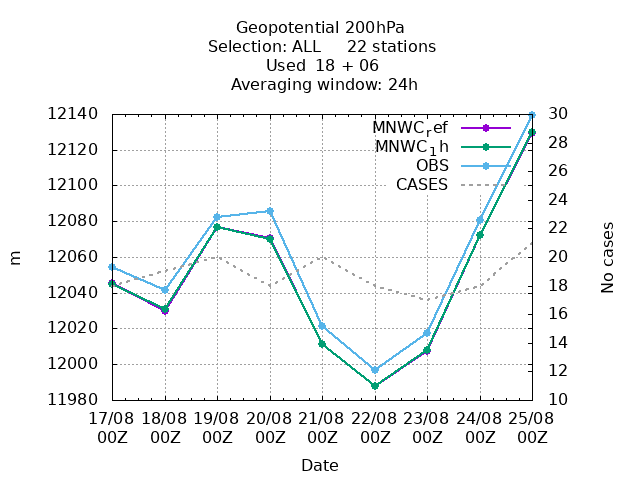 Geopotential 200hPa
Selection: ALL 22 stations
Used 18 + 06
Averaging window: 24h
12140
12120
12100
12080
12060
12040
12020
12000
11980
m
30
28
26
24
22
20
18
16
14
12
10
No cases
MNWC_ref
MNWC_1h
OBS
CASES
17/08 18/08 19/08 20/08 21/08 22/08 23/08 24/08 25/08
00Z 00Z 00Z 00Z 00Z 00Z 00Z 00Z 00Z
Date